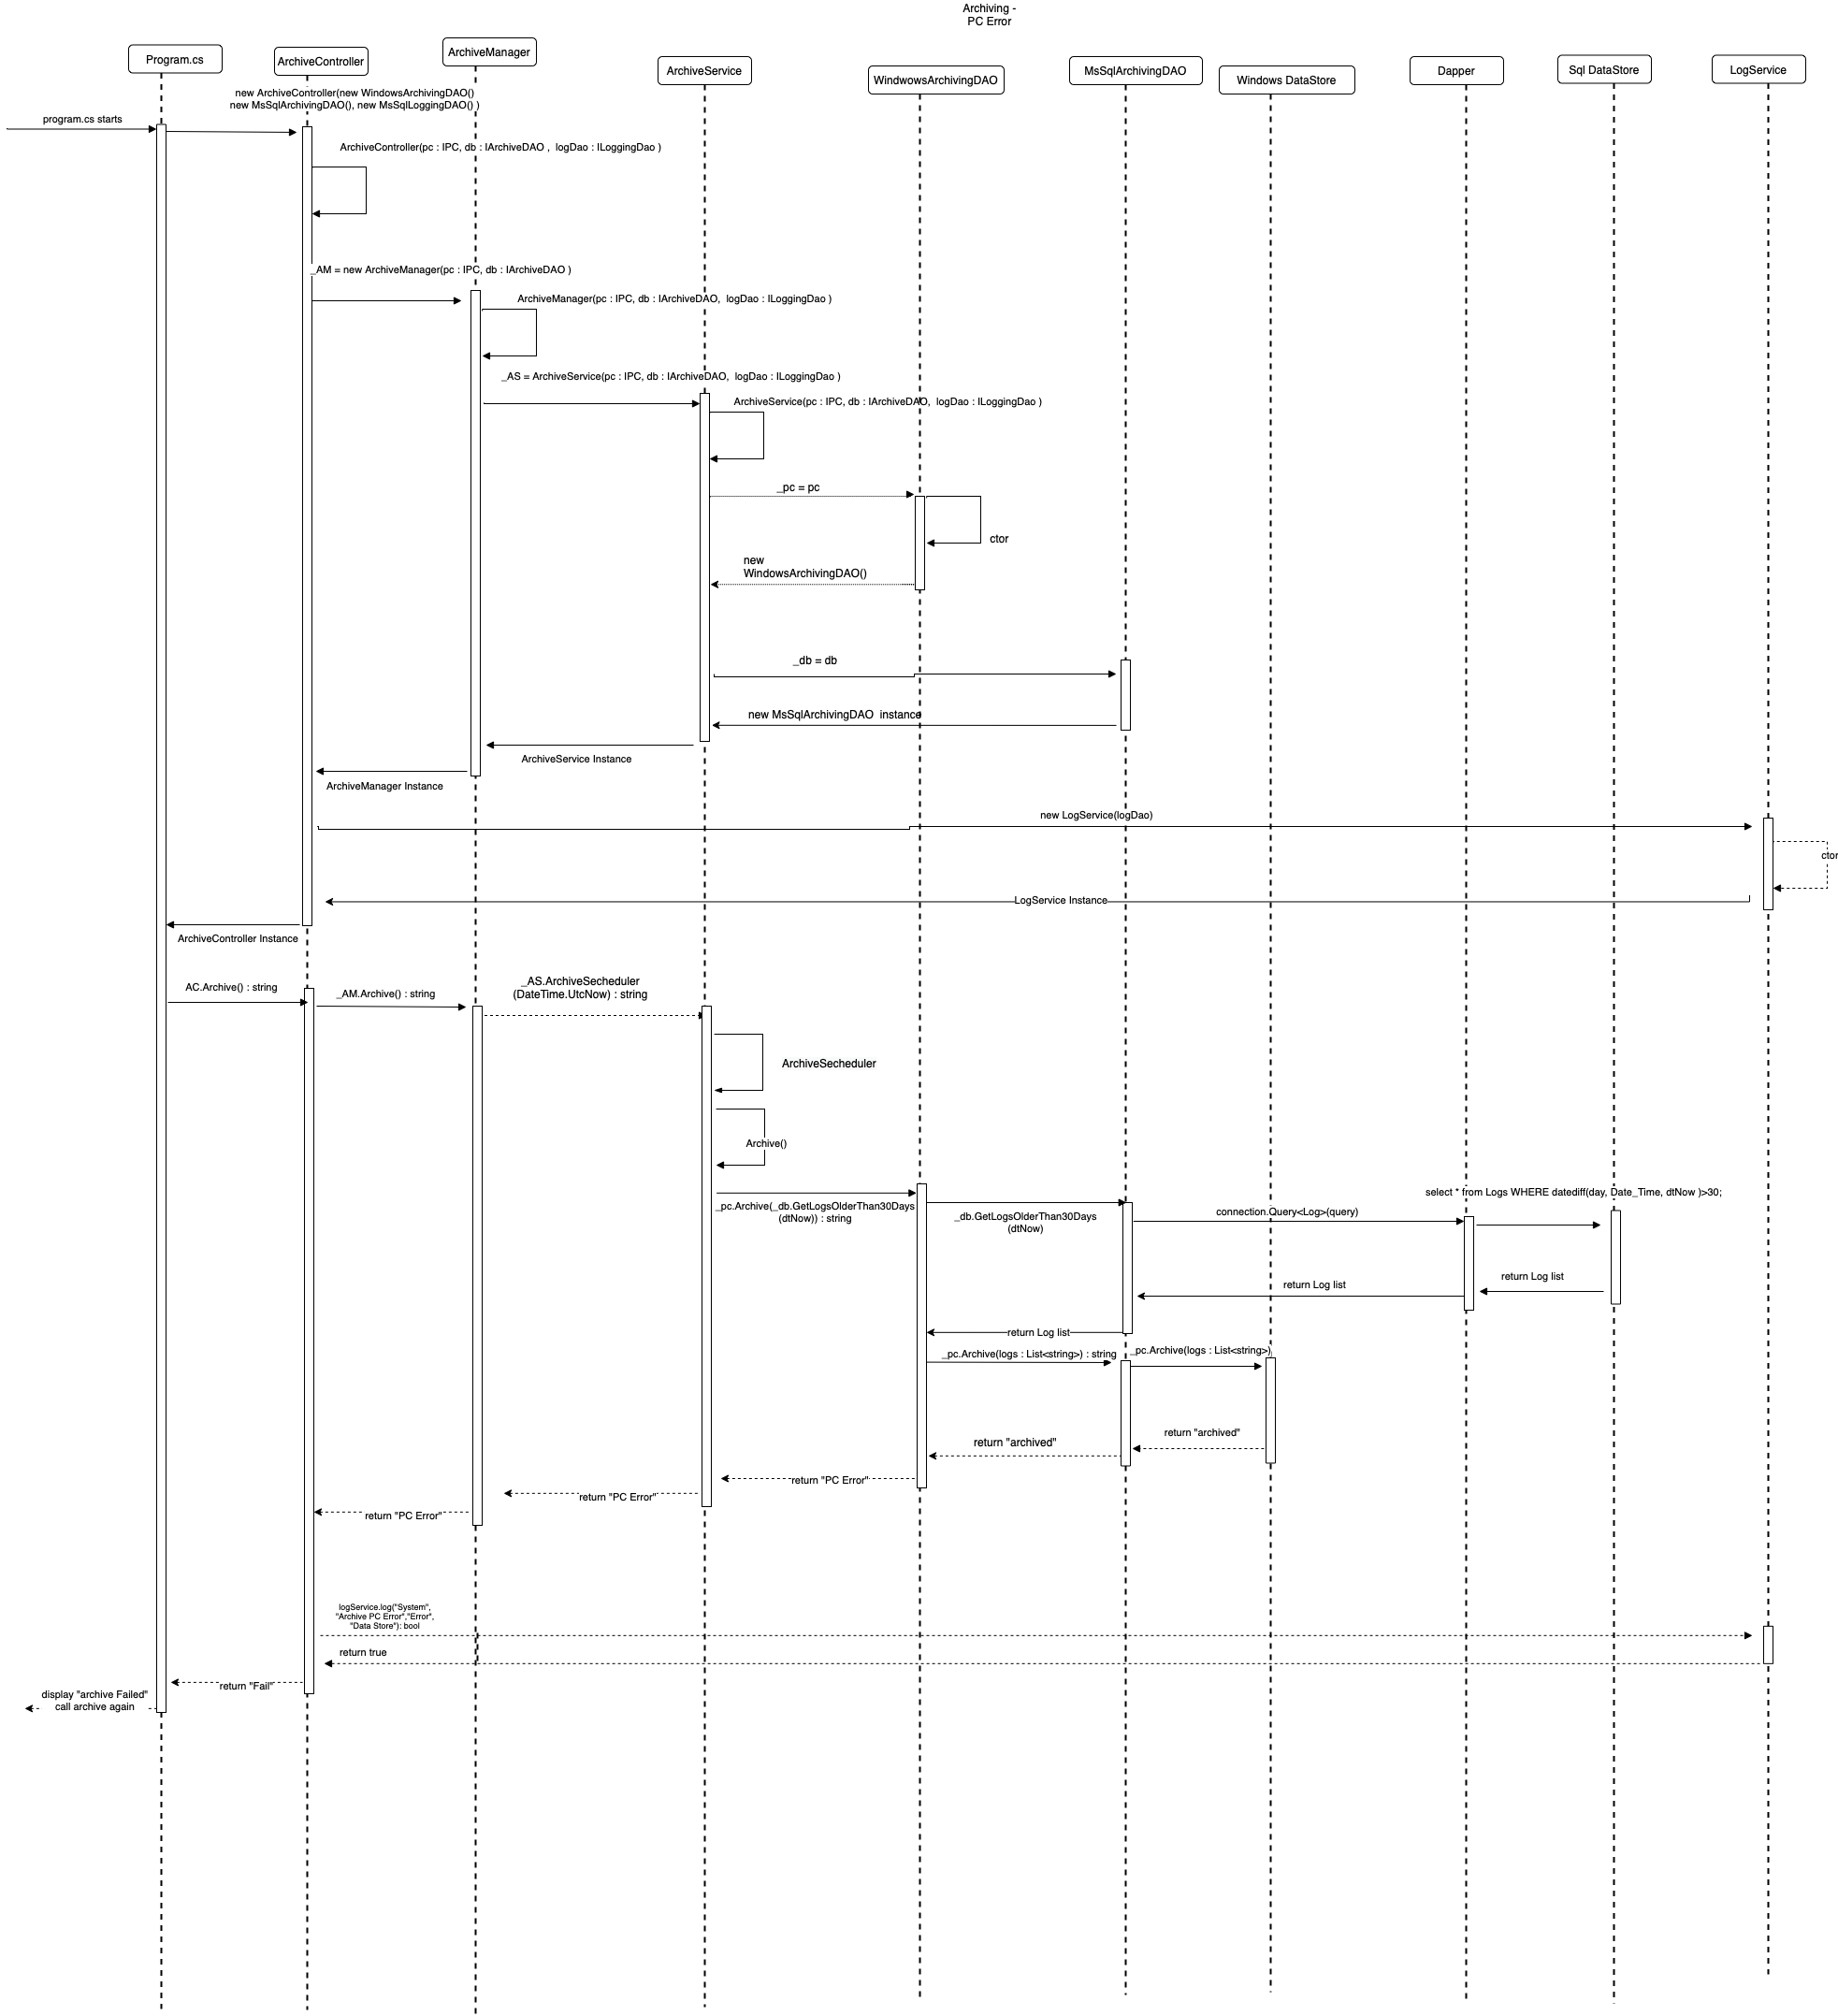 Archiving -
PC Error
Program.cs
ArchiveController
ArchiveManager
ArchiveService
WindwowsArchivingDAO
MsSqlArchivingDAO
Windows DataStore
Dapper
Sql DataStore
LogService
new ArchiveController(new WindowsArchivingDAO()
new MsSqlArchivingDAO(), new MsSqlLoggingDAO() )
program.cs starts
ArchiveController(pc : IPC, db : IArchiveDAO , logDao : ILoggingDao )
_AM = new ArchiveManager(pc : IPC, db : IArchiveDAO )
ArchiveManager(pc : IPC, db : IArchiveDAO, logDao : ILoggingDao )
_AS = ArchiveService(pc : IPC, db : IArchiveDAO, logDao : ILoggingDao )
ArchiveService(pc : IPC, db : IArchiveDAO, logDao : ILoggingDao )
_pc = pc
ctor
new
WindowsArchivingDAO()
_db = db
new MsSqlArchivingDAO instance
ArchiveService Instance
ArchiveManager Instance
new LogService(logDao)
ctor
LogService Instance
ArchiveController Instance
AC.Archive() : string
_AM.Archive() : string
_AS.ArchiveSecheduler
(DateTime.UtcNow) : string
ArchiveSecheduler
Archive()
_pc.Archive(_db.GetLogsOlderThan30Days
(dtNow)) : string
_db.GetLogsOlderThan30Days
(dtNow)
connection.Query<Log>(query)
select * from Logs WHERE datediff(day, Date_Time, dtNow )>30;
return Log list
return Log list
return Log list
_pc.Archive(logs : List<string>) : string
_pc.Archive(logs : List<string>)
return "archived"
return "archived"
return "PC Error"
return "PC Error"
return "PC Error"
logService.log("System",
"Archive PC Error","Error",
"Data Store"): bool
return true
return "Fail"
display "archive Failed"
call archive again